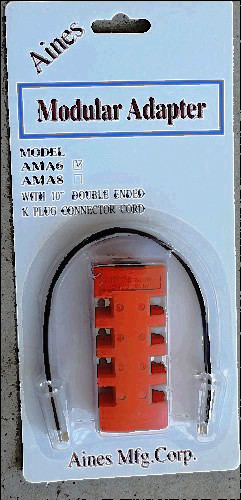 Aines
Modular Adapter
MODEL
AMA6
AMA8
WITH 10" DOUBLE ENDED
K PLUG CONNECTOR CORD
Aines Mfg.Corp.